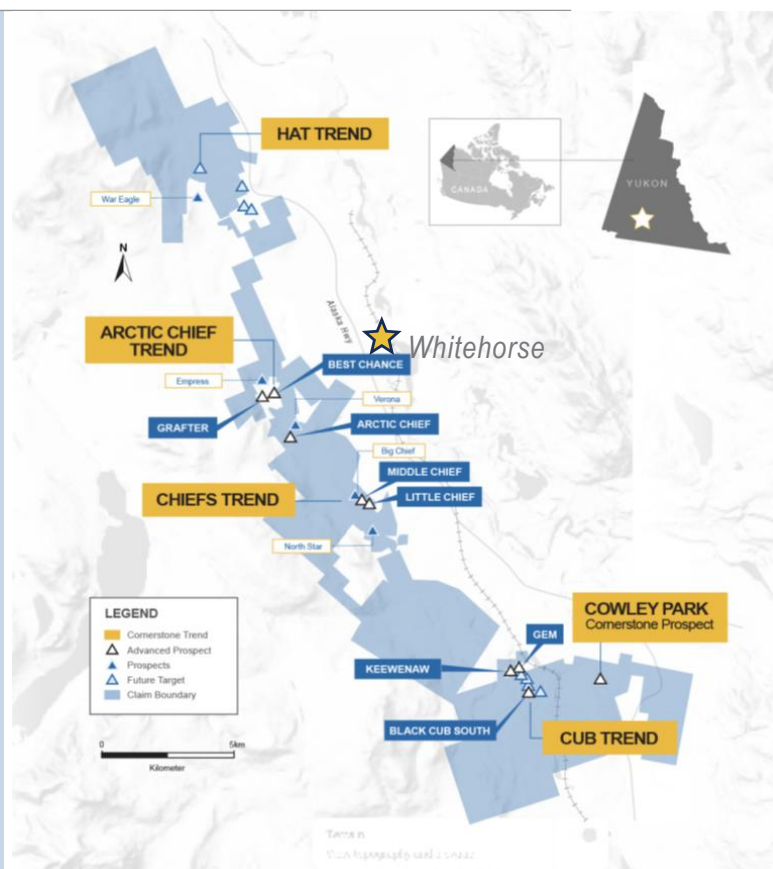 HAT TREND
CANADA
YUKON
War Eagle
N
Alaska Hwy
Whitehorse
ARCTIC CHIEF
TREND
BEST CHANCE
Empress
Verona
GRAFTER
ARCTIC CHIEF
Big Chief
MIDDLE CHIEF
CHIEFS TREND
LITTLE CHIEF
North Star
LEGEND
Cornerstone Trend
Advanced Prospect
Prospects
Future Target
Claim Boundary
0 5km
Kilometer
COWLEY PARK
Cornerstone Prospect
GEM
KEEWENAW
BLACK CUB SOUTH
CUB TREND